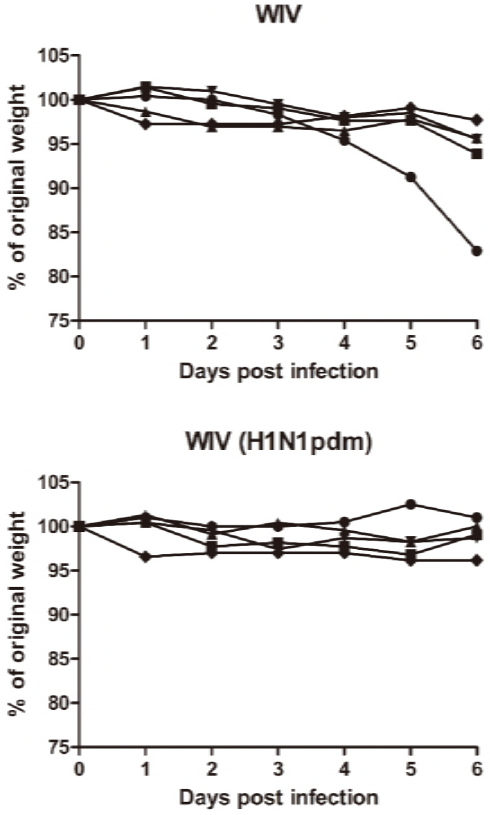 WIV
105
100
95
90
85
80
75
% of original weight
0 1 2 3 4 5 6
Days post infection
WIV (H1N1pdm)
105
100
95
90
85
80
75
% of original weight
0 1 2 3 4 5 6
Days post infection